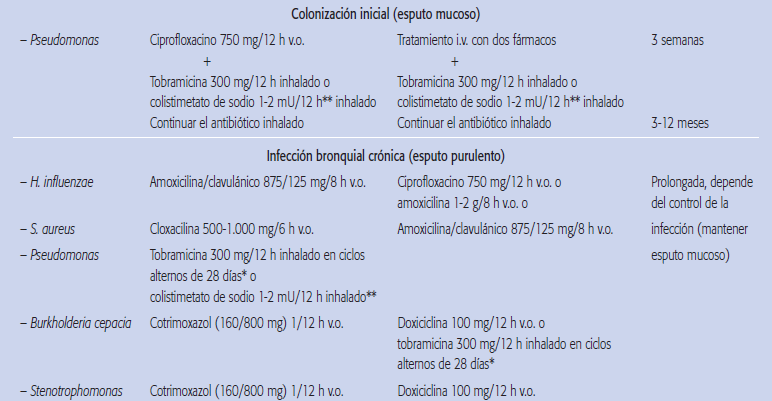 Colonización inicial (esputo mucoso)
– Pseudomonas Ciprofloxacino 750 mg/12 h v.o. Tratamiento i.v. con dos fármacos 3 semanas
+ +
Tobramicina 300 mg/12 h inhalado o Tobramicina 300 mg/12 h inhalado o
colistimetato de sodio 1-2 mU/12 h** inhalado colistimetato de sodio 1-2 mU/12 h** inhalado
Continuar el antibiótico inhalado Continuar el antibiótico inhalado 3-12 meses
Infección bronquial crónica (esputo purulento)
– H. influenzae Amoxicilina/clavulánico 875/125 mg/8 h v.o. Ciprofloxacino 750 mg/12 h v.o. o Prolongada, depende
amoxicilina 1-2 g/8 h v.o. o del control de la
– S. aureus Cloxacilina 500-1.000 mg/6 h v.o. Amoxicilina/clavulánico 875/125 mg/8 h v.o. infección (mantener
– Pseudomonas Tobramicina 300 mg/12 h inhalado en ciclos esputo mucoso)
alternos de 28 días* o
colistimetato de sodio 1-2 mU/12 h inhalado**
– Burkholderia cepacia Cotrimoxazol (160/800 mg) 1/12 h v.o. Doxiciclina 100 mg/12 h v.o. o
tobramicina 300 mg/12 h inhalado en ciclos
alternos de 28 días*
– Stenotrophomonas Cotrimoxazol (160/800 mg) 1/12 h v.o. Doxiciclina 100 mg/12 h v.o.